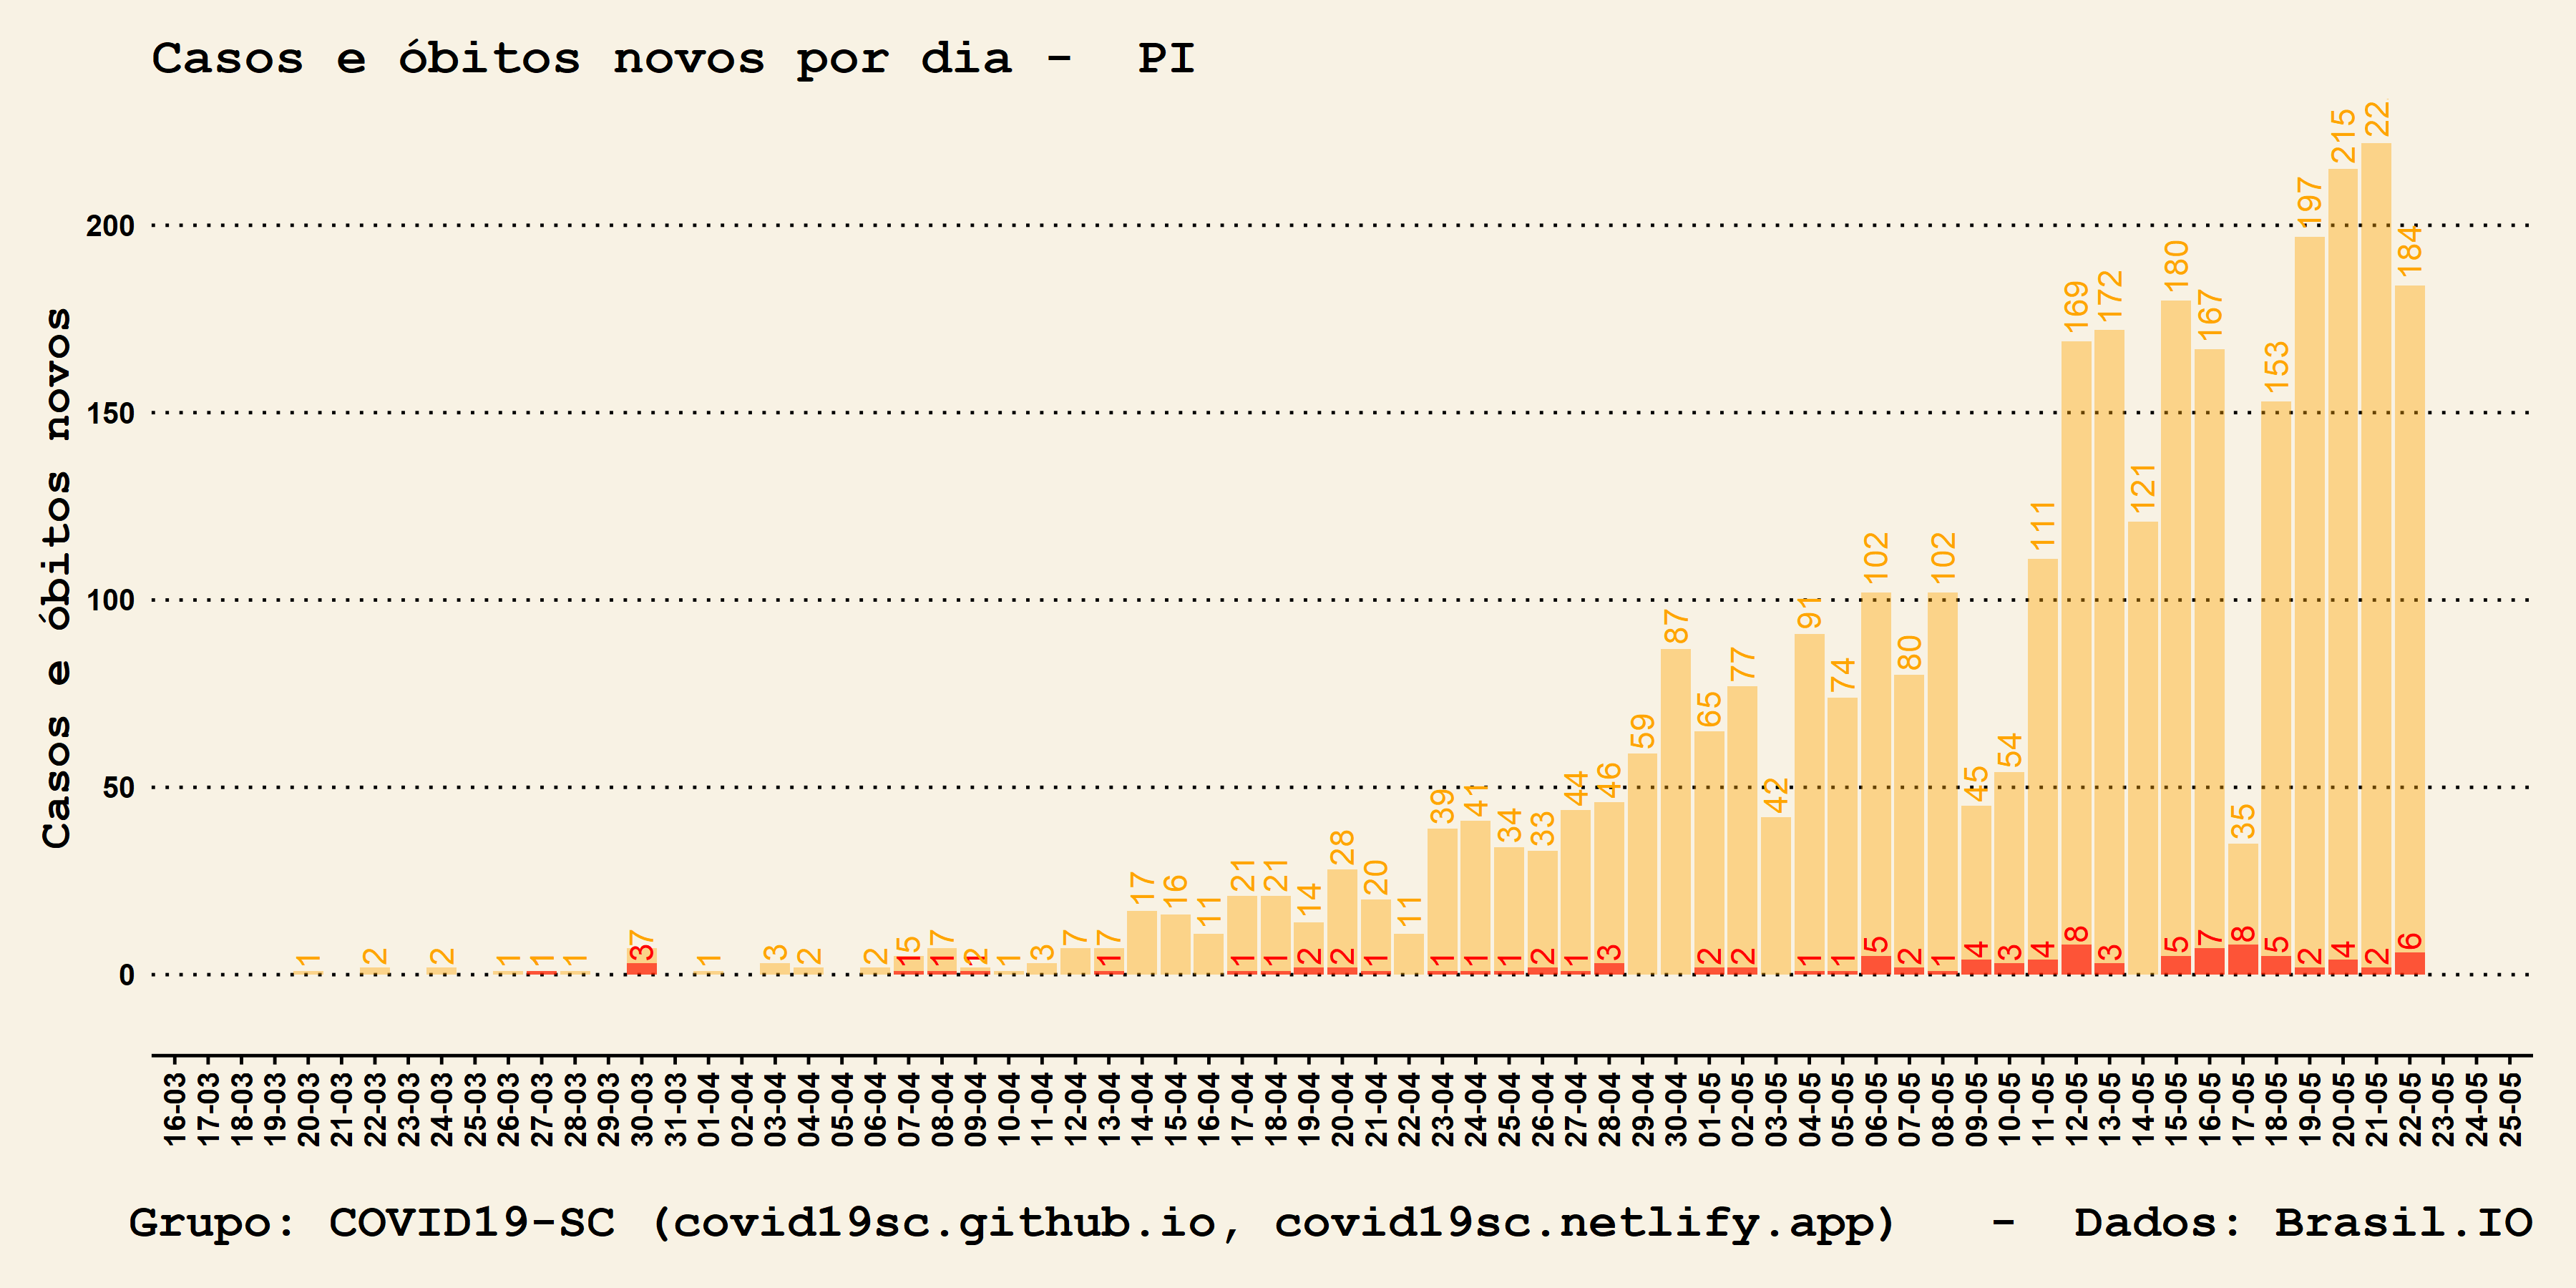 Casos e óbitos novos por dia - PI
Casos e óbitos novos
200
150
100
50
0
1 2 2 1 1 7 1 3 2 2 5 7 2 1 3 7 7 17 16 11 21 21 14 28 20 11 39 41 34 33 44 46 59 87 65 77 42 91 74 102 80 102 45 54 111 169 172 121 180 167 35 153 197 215 22 184
1 3 1 1 1 1 1 1 2 2 1 1 1 1 2 1 3 2 2 1 1 5 2 1 4 3 4 8 3 5 7 8 5 2 4 2 6
16-03 17-03 18-03 19-03 20-03 21-03 22-03 23-03 24-03 25-03 26-03 27-03 28-03 29-03 30-03 31-03 01-04 02-04 03-04 04-04 05-04 06-04 07-04 08-04 09-04 10-04 11-04 12-04 13-04 14-04 15-04 16-04 17-04 18-04 19-04 20-04 21-04 22-04 23-04 24-04 25-04 26-04 27-04 28-04 29-04 30-04 01-05 02-05 03-05 04-05 05-05 06-05 07-05 08-05 09-05 10-05 11-05 12-05 13-05 14-05 15-05 16-05 17-05 18-05 19-05 20-05 21-05 22-05 23-05 24-05 25-05
Grupo: COVID19-SC (covid19sc.github.io, covid19sc.netlify.app) - Dados: Brasil.IO